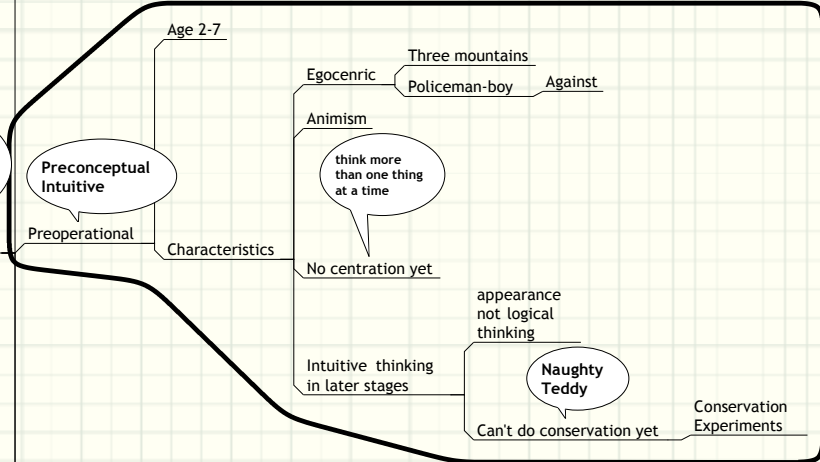 Age 2-7
Three mountains
Egocenric
Policeman-boy
Against
Animism
think more
than one thing
at a time
Preconceptual
Intuitive
Preoperational
Characteristics
No centration yet
appearance
not logical
thinking
Intuitive thinking
in later stages
Naughty
Teddy
Can't do conservation yet
Conservation
Experiments